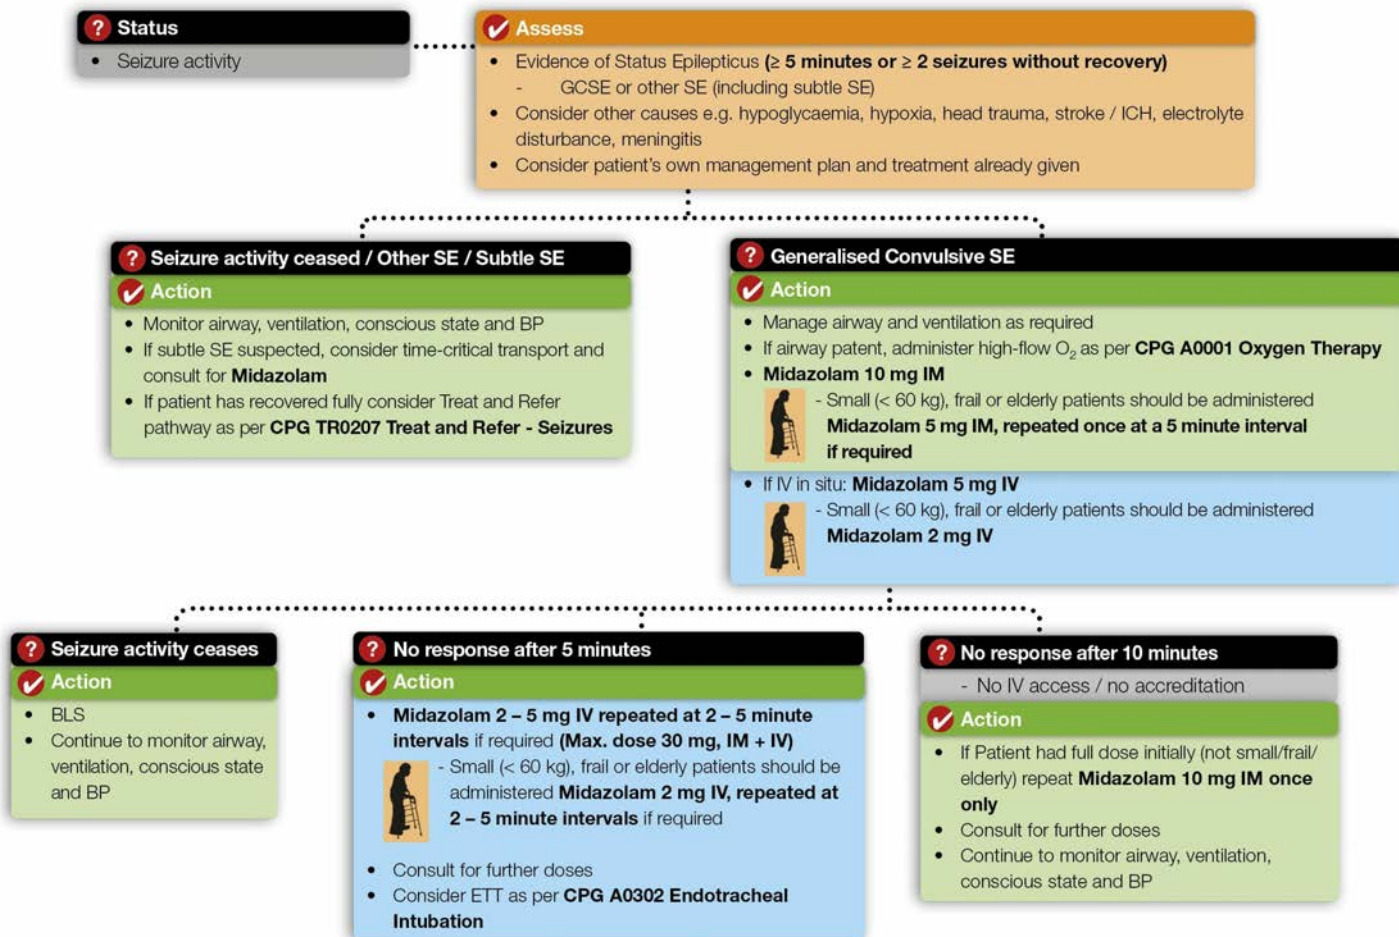 Status
• Seizure activity
Assess
• Evidence of Status Epilepticus (≥ 5 minutes or ≥ 2 seizures without recovery)
- GCSE or other SE (including subtle SE)
• Consider other causes e.g. hypoglycaemia, hypoxia, head trauma, stroke / ICH, electrolyte
disturbance, meningitis
• Consider patient's own management plan and treatment already given
Seizure activity ceased / Other SE / Subtle SE
Action
• Monitor airway, ventilation, conscious state and BP
• If subtle SE suspected, consider time-critical transport and
consult for Midazolam
• If patient has recovered fully consider Treat and Refer
pathway as per CPG TR0207 Treat and Refer - Seizures
Generalised Convulsive SE
Action
• Manage airway and ventilation as required
• If airway patent, administer high-flow O₂ as per CPG A0001 Oxygen Therapy
• Midazolam 10 mg IM
- Small (< 60 kg), frail or elderly patients should be administered
Midazolam 5 mg IM, repeated once at a 5 minute interval
if required
• If IV in situ: Midazolam 5 mg IV
- Small (< 60 kg), frail or elderly patients should be administered
Midazolam 2 mg IV
Seizure activity ceases
Action
• BLS
• Continue to monitor airway,
ventilation, conscious state
and BP
No response after 5 minutes
Action
• Midazolam 2 – 5 mg IV repeated at 2 – 5 minute
intervals if required (Max. dose 30 mg, IM + IV)
- Small (< 60 kg), frail or elderly patients should be
administered Midazolam 2 mg IV, repeated at
2 – 5 minute intervals if required
• Consult for further doses
• Consider ETT as per CPG A0302 Endotracheal
Intubation
No response after 10 minutes
- No IV access / no accreditation
Action
• If Patient had full dose initially (not small/frail/
elderly) repeat Midazolam 10 mg IM once
only
• Consult for further doses
• Continue to monitor airway, ventilation,
conscious state and BP